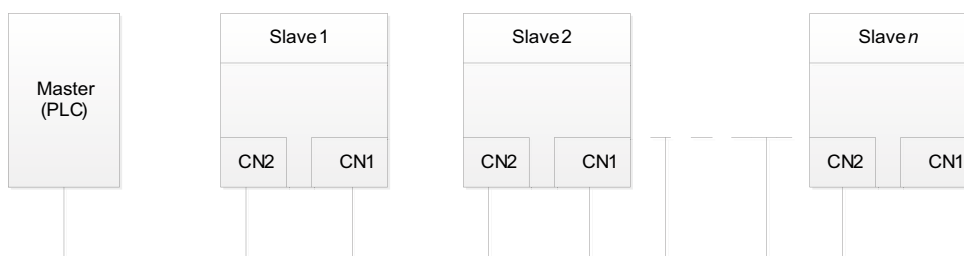 Master
(PLC)
Slave1
CN2
CN1
Slave2
CN2
CN1
Slaven
CN2
CN1